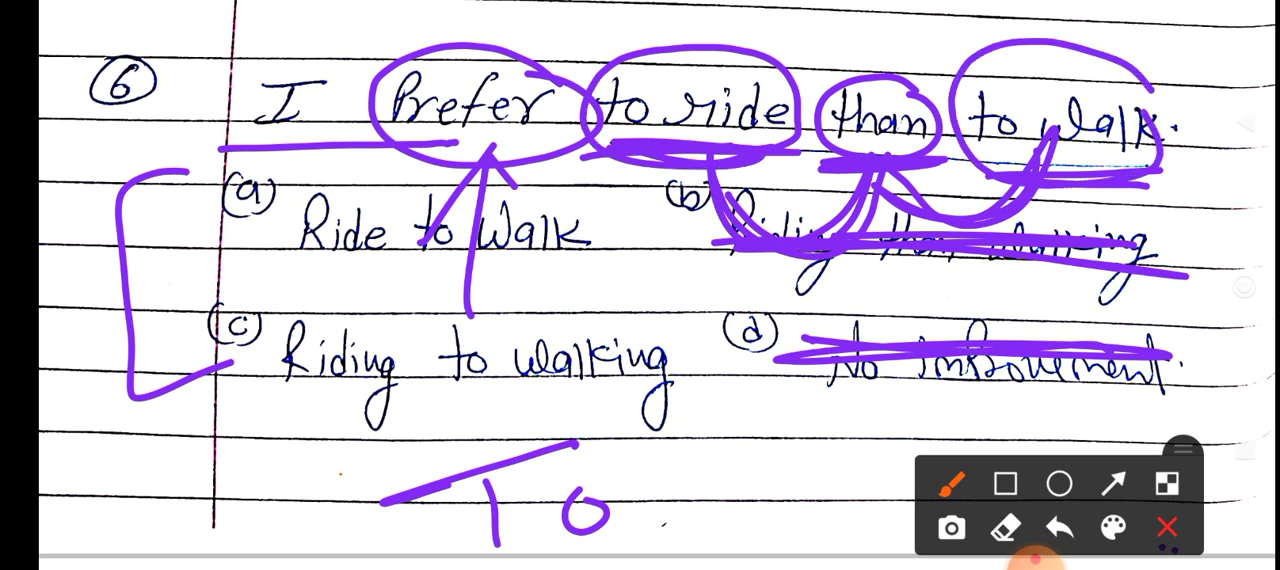 6 I Prefer to ride than to walk.
(a) Ride to Walk (b) Riding than walking
(c) Riding to walking (d) No improvement.
To